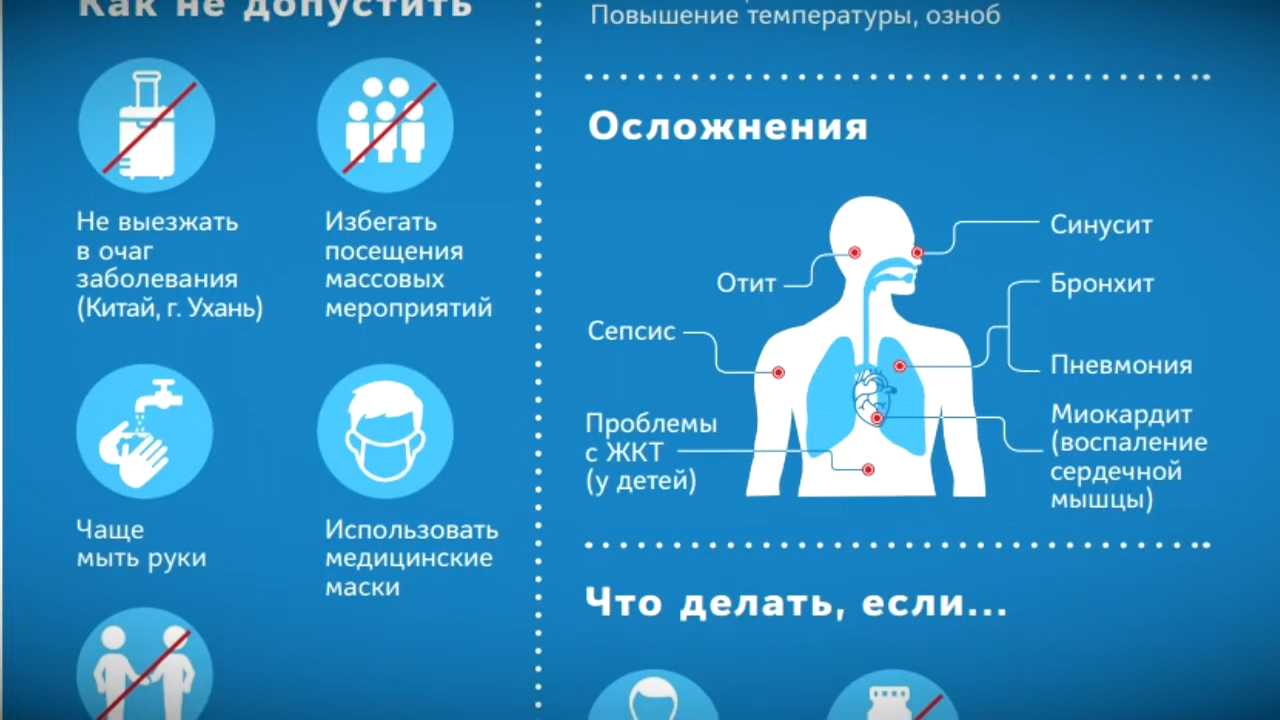 Как не допустить
Не выезжать
в очаг
заболевания
(Китай, г. Ухань)
Избегать
посещения
массовых
мероприятий
Чаще
мыть руки
Использовать
медицинские
маски
Повышение температуры, озноб
Осложнения
Синусит
Отит
Бронхит
Сепсис
Пневмония
Проблемы
с ЖКТ
(у детей)
Миокардит
(воспаление
сердечной
мышцы)
Что делать, если...